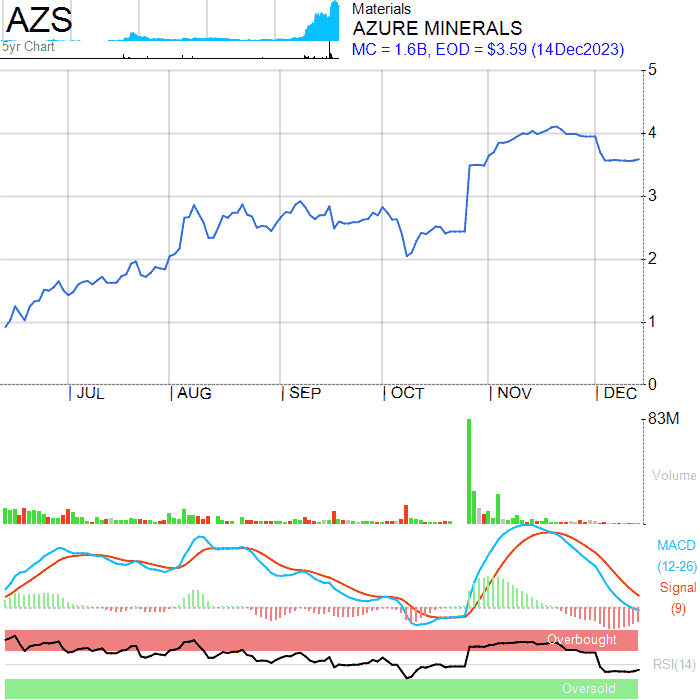 AZS
5yr Chart
Materials
AZURE MINERALS
MC = 1.6B, EOD = $3.59 (14Dec2023)
5
4
3
2
1
0
| JUL | AUG | SEP | OCT | NOV | DEC
83M
Volume
MACD
(12-26)
Signal
(9)
Overbought
RSI(14)
Oversold